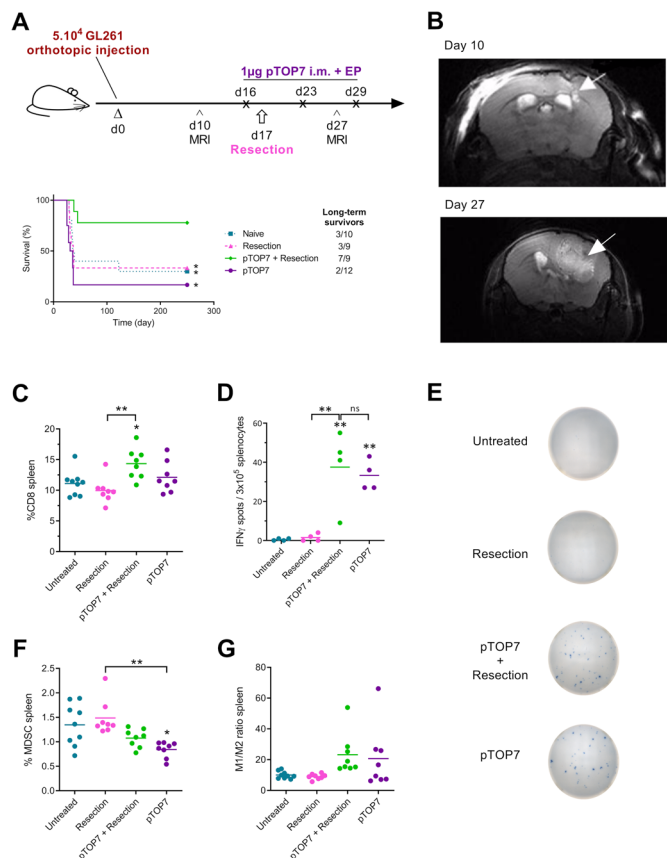 A
5.10⁴ GL261
orthotopic injection
1µg pTOP7 i.m. + EP
d16
d23
d29
d0
d10
MRI
d17
Resection
d27
MRI
Survival (%)
100
50
0
0
100
200
300
Time (day)
Long-term
survivors
Naive 3/10
Resection 3/9
pTOP7 + Resection 7/9
pTOP7 2/12
*
*
*
B
Day 10
Day 27
C
%CD8 spleen
20
15
10
5
0
**
*
Untreated
Resection
pTOP7 + Resection
pTOP7
D
IFNγ spots / 3x10⁵ splenocytes
60
40
20
0
**
ns
**
**
Untreated
Resection
pTOP7 + Resection
pTOP7
E
Untreated
Resection
pTOP7
+
Resection
pTOP7
F
% MDSC spleen
2.5
2.0
1.5
1.0
0.5
0.0
**
*
Untreated
Resection
pTOP7 + Resection
pTOP7
G
M1/M2 ratio spleen
80
60
40
20
0
Untreated
Resection
pTOP7 + Resection
pTOP7